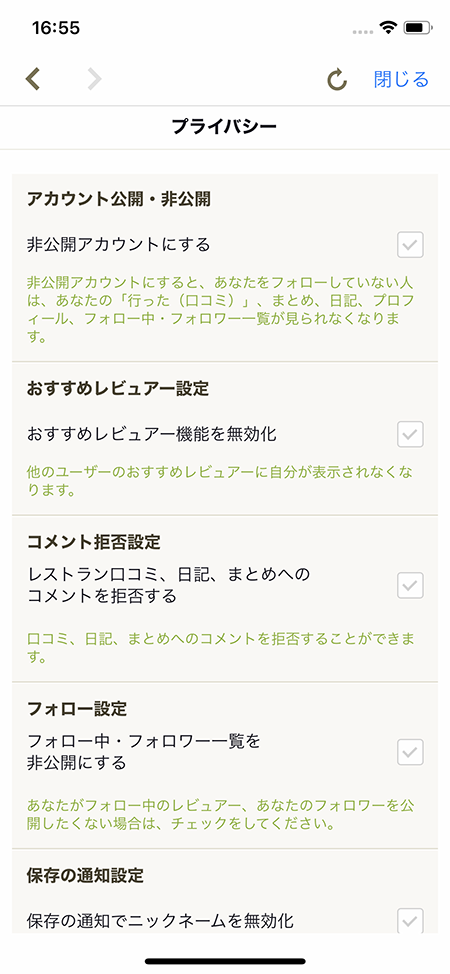 16:55
閉じる
プライバシー
アカウント公開・非公開
非公開アカウントにする
非公開アカウントにすると、あなたをフォローしていない人
は、あなたの「行った（口コミ）」、まとめ、日記、プロフ
ィール、フォロー中・フォロワー一覧が見られなくなりま
す。
おすすめレビュアー設定
おすすめレビュアー機能を無効化
他のユーザーのおすすめレビュアーに自分が表示されなくな
ります。
コメント拒否設定
レストラン口コミ、日記、まとめへの
コメントを拒否する
口コミ、日記、まとめへのコメントを拒否することができま
す。
フォロー設定
フォロー中・フォロワー一覧を
非公開にする
あなたがフォロー中のレビュアー、あなたのフォロワーを公
開したくない場合は、チェックをしてください。
保存の通知設定
保存の通知でニックネームを無効化